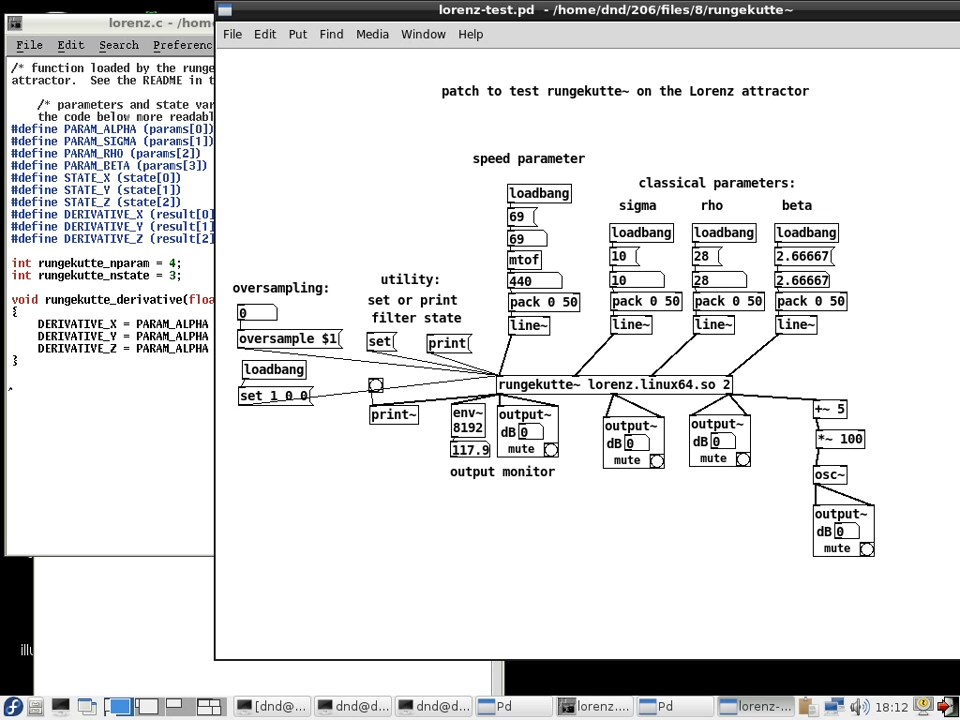 lorenz.c - /home
File Edit Search Preferenc
/* function loaded by the runge
attractor. See the README in t
/* parameters and state var
the code below more readabl
#define PARAM_ALPHA (params[0])
#define PARAM_SIGMA (params[1])
#define PARAM_RHO (params[2])
#define PARAM_BETA (params[3])
#define STATE_X (state[0])
#define STATE_Y (state[1])
#define STATE_Z (state[2])
#define DERIVATIVE_X (result[0]
#define DERIVATIVE_Y (result[1]
#define DERIVATIVE_Z (result[2]
int rungekutte_nparam = 4;
int rungekutte_nstate = 3;
void rungekutte_derivative(floa
{
DERIVATIVE_X = PARAM_ALPHA
DERIVATIVE_Y = PARAM_ALPHA
DERIVATIVE_Z = PARAM_ALPHA
}
lorenz-test.pd - /home/dnd/206/files/8/rungekutte~
File Edit Put Find Media Window Help
patch to test rungekutte~ on the Lorenz attractor
speed parameter
loadbang
69
69
mtof
440
pack 0 50
line~
classical parameters:
sigma rho beta
loadbang loadbang loadbang
10 28 2.66667
10 28 2.66667
pack 0 50 pack 0 50 pack 0 50
line~ line~ line~
oversampling:
0
oversample $1
loadbang
set 1 0 0
utility:
set or print
filter state
set print
rungekutte~ lorenz.linux64.so 2
print~
env~
8192
117.9
output~
dB 0
mute
output monitor
output~
dB 0
mute
output~
dB 0
mute
+~ 5
*~ 100
osc~
output~
dB 0
mute
illu
[dnd@... dnd@d... dnd@d... Pd lorenz.... Pd lorenz-... 18:12